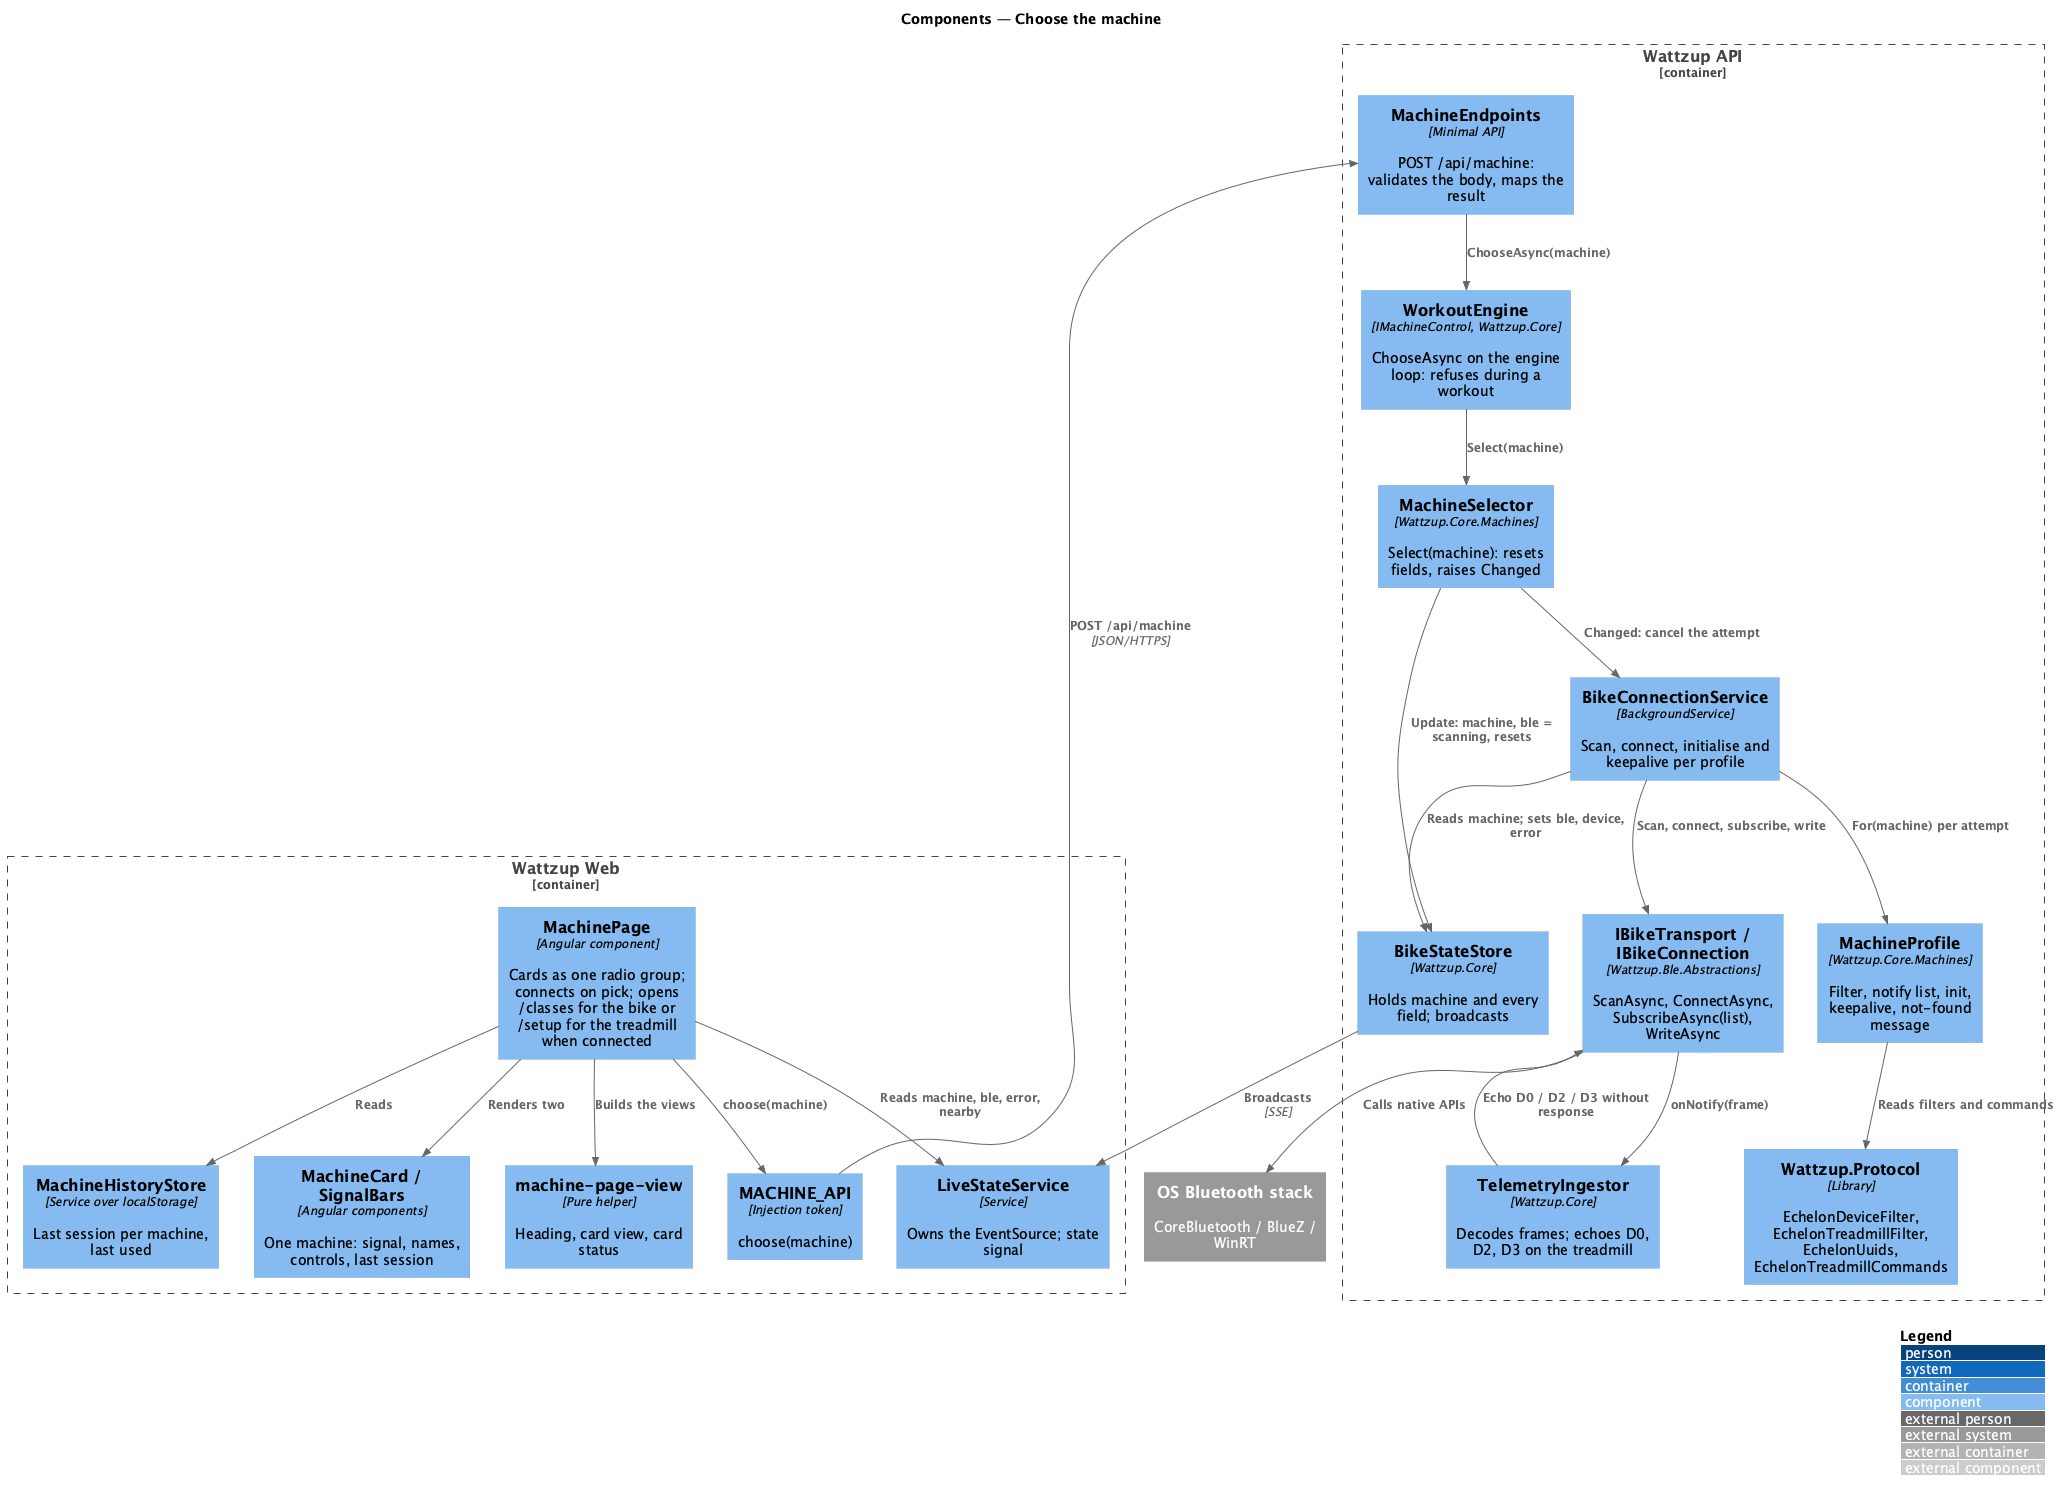 Components — Choose the machine
Wattzup API
[container]
MachineEndpoints
[Minimal API]
POST /api/machine:
validates the body, maps the
result
ChooseAsync(machine)
WorkoutEngine
[IMachineControl, Wattzup.Core]
ChooseAsync on the engine
loop: refuses during a
workout
Select(machine)
MachineSelector
[Wattzup.Core.Machines]
Select(machine): resets
fields, raises Changed
POST /api/machine
[JSON/HTTPS]
Changed: cancel the attempt
BikeConnectionService
[BackgroundService]
Scan, connect, initialise and
keepalive per profile
Update: machine, ble =
scanning, resets
Reads machine; sets ble, device,
error
Scan, connect, subscribe, write
For(machine) per attempt
Wattzup Web
[container]
MachinePage
[Angular component]
Cards as one radio group;
connects on pick; opens
/classes for the bike or
/setup for the treadmill
when connected
BikeStateStore
[Wattzup.Core]
Holds machine and every
field; broadcasts
IBikeTransport /
IBikeConnection
[Wattzup.Ble.Abstractions]
ScanAsync, ConnectAsync,
SubscribeAsync(list),
WriteAsync
MachineProfile
[Wattzup.Core.Machines]
Filter, notify list, init,
keepalive, not-found
message
Reads
Renders two
Builds the views
choose(machine)
Reads machine, ble, error,
nearby
Broadcasts
[SSE]
Calls native APIs
Echo D0 / D2 / D3 without
response
onNotify(frame)
Reads filters and commands
MachineHistoryStore
[Service over localStorage]
Last session per machine,
last used
MachineCard /
SignalBars
[Angular components]
One machine: signal, names,
controls, last session
machine-page-view
[Pure helper]
Heading, card view, card
status
MACHINE_API
[Injection token]
choose(machine)
LiveStateService
[Service]
Owns the EventSource; state
signal
OS Bluetooth stack
CoreBluetooth / BlueZ /
WinRT
TelemetryIngestor
[Wattzup.Core]
Decodes frames; echoes D0,
D2, D3 on the treadmill
Wattzup.Protocol
[Library]
EchelonDeviceFilter,
EchelonTreadmillFilter,
EchelonUuids,
EchelonTreadmillCommands
Legend
person
system
container
component
external person
external system
external container
external component